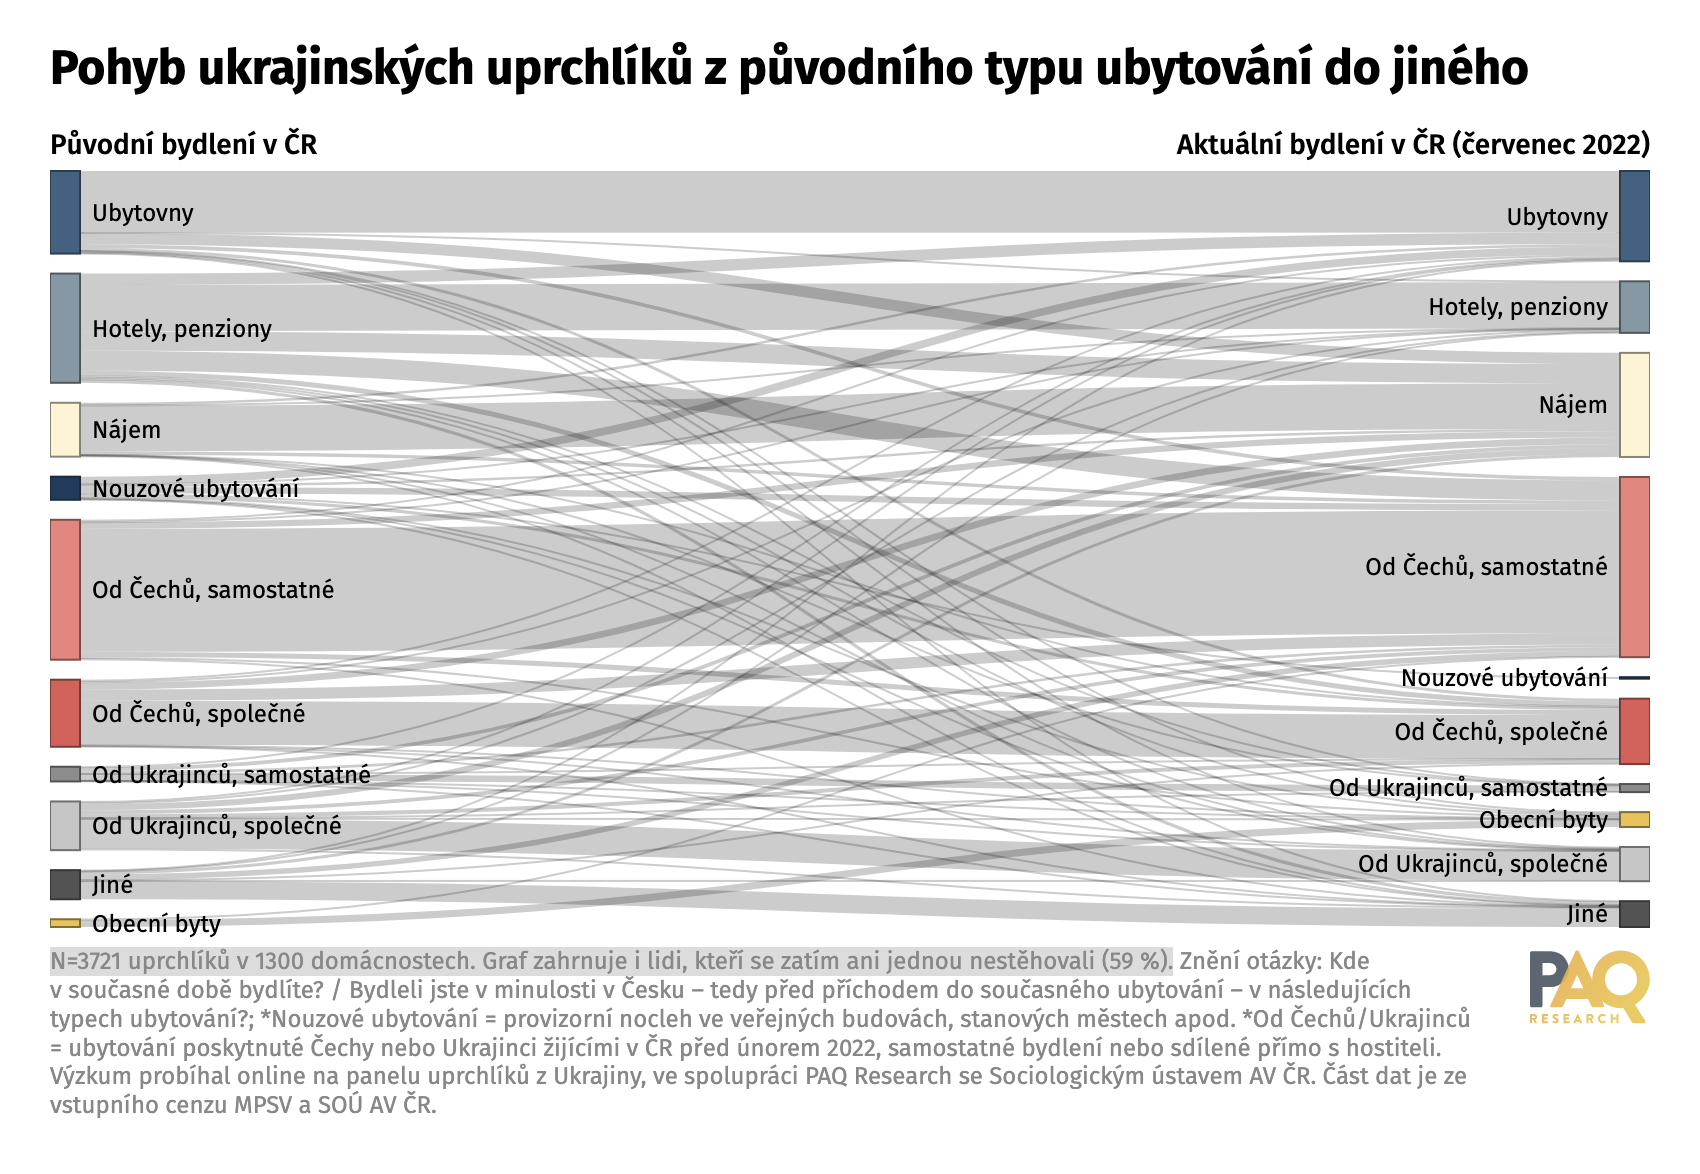 Pohyb ukrajinských uprchlíků z původního typu ubytování do jiného
Původní bydlení v ČR
Aktuální bydlení v ČR (červenec 2022)
Ubytovny
Hotely, penziony
Nájem
Nouzové ubytování
Od Čechů, samostatné
Od Čechů, společné
Od Ukrajinců, samostatné
Od Ukrajinců, společné
Jiné
Obecní byty
Ubytovny
Hotely, penziony
Nájem
Od Čechů, samostatné
Nouzové ubytování
Od Čechů, společné
Od Ukrajinců, samostatné
Obecní byty
Od Ukrajinců, společné
Jiné
N=3721 uprchlíků v 1300 domácnostech. Graf zahrnuje i lidi, kteří se zatím ani jednou nestěhovali (59 %). Znění otázky: Kde
v současné době bydlíte? / Bydleli jste v minulosti v Česku – tedy před příchodem do současného ubytování – v následujících
typech ubytování?; *Nouzové ubytování = provizorní nocleh ve veřejných budovách, stanových městech apod. *Od Čechů/Ukrajinců
= ubytování poskytnuté Čechy nebo Ukrajinci žijícími v ČR před únorem 2022, samostatné bydlení nebo sdílené přímo s hostiteli.
Výzkum probíhal online na panelu uprchlíků z Ukrajiny, ve spolupráci PAQ Research se Sociologickým ústavem AV ČR. Část dat je ze
vstupního cenzu MPSV a SOÚ AV ČR.
PAQ
RESEARCH